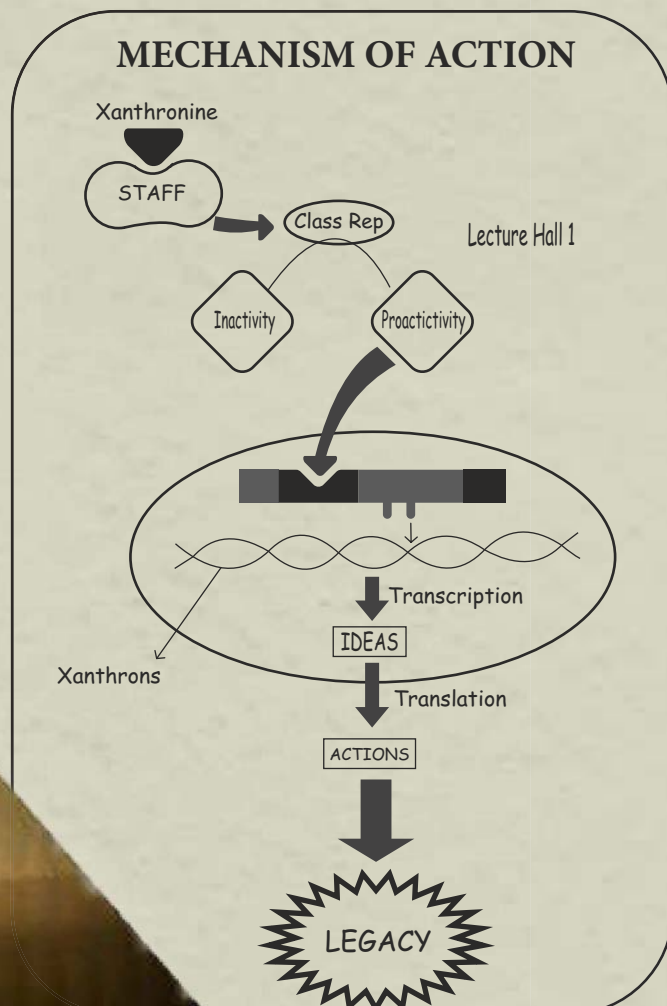 MECHANISM OF ACTION
Xanthronine
STAFF
Class Rep
Lecture Hall 1
Inactivity
Proactictivity
Transcription
IDEAS
Xanthrons
Translation
ACTIONS
LEGACY